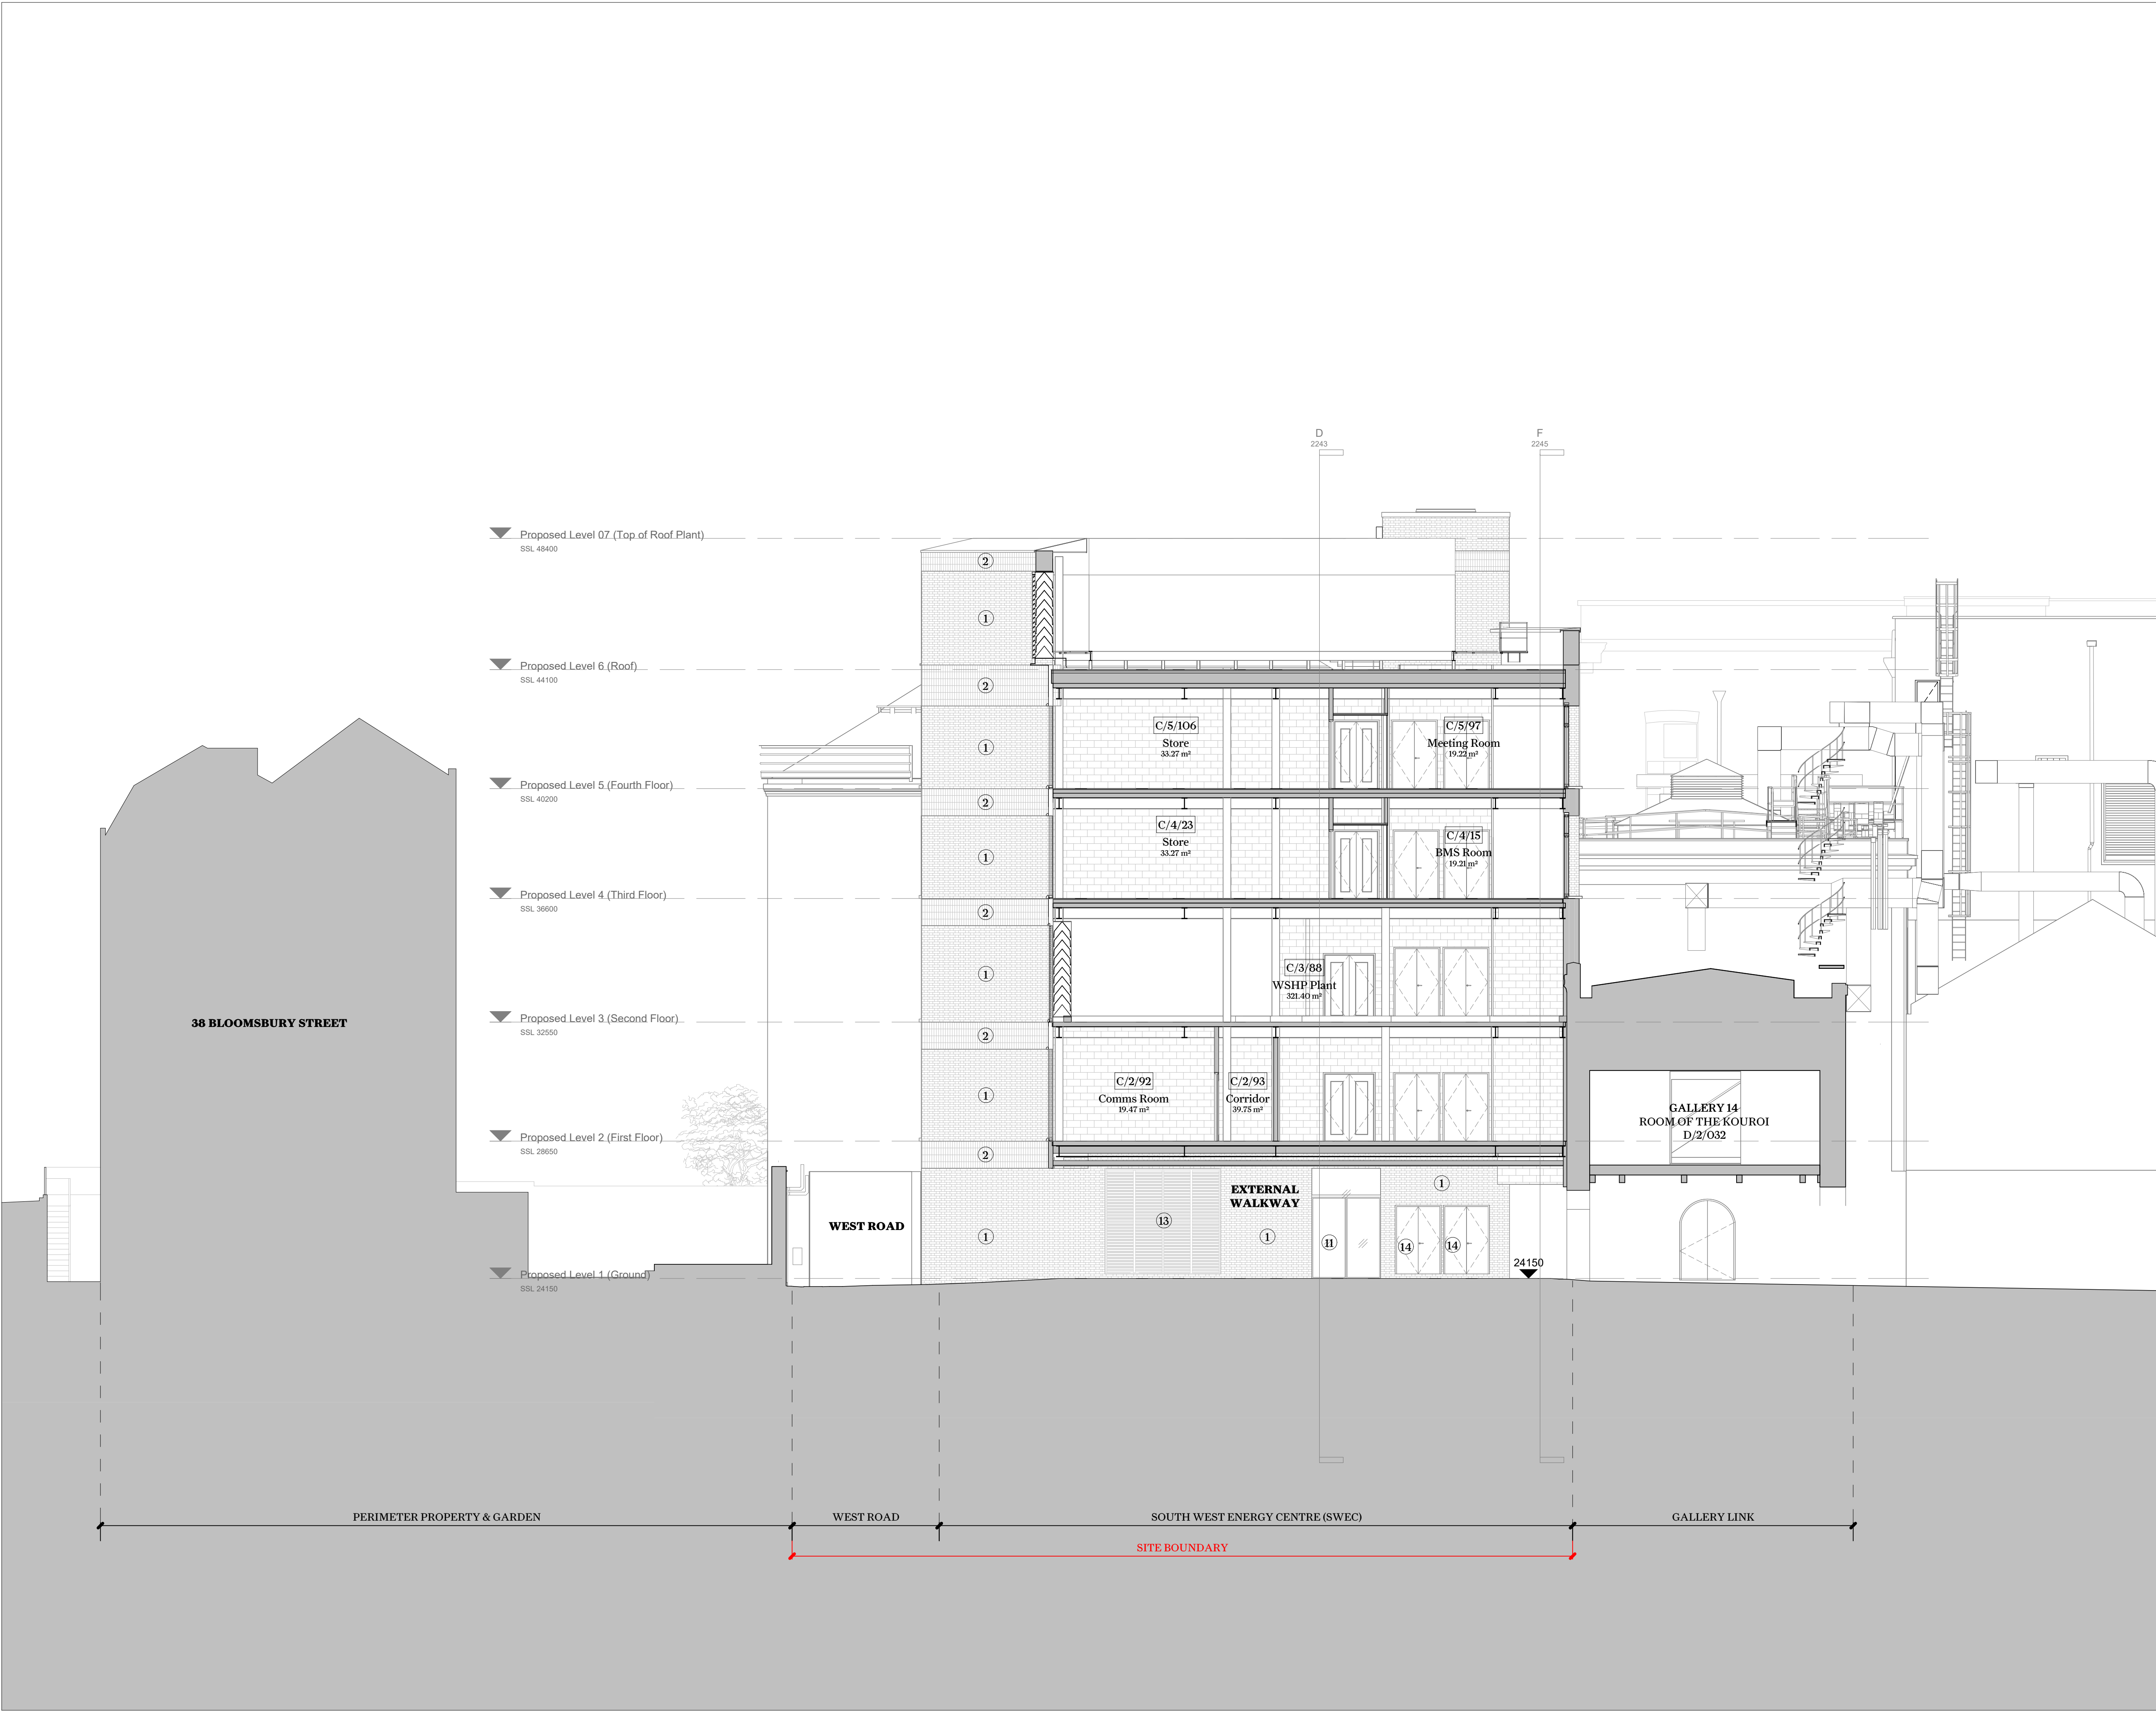 D
2243
F
2245
Proposed Level 07 (Top of Roof Plant)
SSL 48400
2
1
Proposed Level 6 (Roof)
SSL 44100
2
C/5/106
Store
33.27 m²
C/5/97
Meeting Room
19.22 m²
1
Proposed Level 5 (Fourth Floor)
SSL 40200
2
C/4/23
Store
33.27 m²
C/4/15
BMS Room
19.21 m²
1
Proposed Level 4 (Third Floor)
SSL 36600
2
C/3/88
WSHP Plant
321.40 m²
1
38 BLOOMSBURY STREET
Proposed Level 3 (Second Floor)
SSL 32550
2
C/2/92
Comms Room
19.47 m²
C/2/93
Corridor
39.75 m²
1
GALLERY 14
ROOM OF THE KOUROI
D/2/032
Proposed Level 2 (First Floor)
SSL 28650
2
EXTERNAL
WALKWAY
1
WEST ROAD
1
13
1
11
14
14
24150
Proposed Level 1 (Ground)
SSL 24150
PERIMETER PROPERTY & GARDEN
WEST ROAD
SOUTH WEST ENERGY CENTRE (SWEC)
GALLERY LINK
SITE BOUNDARY